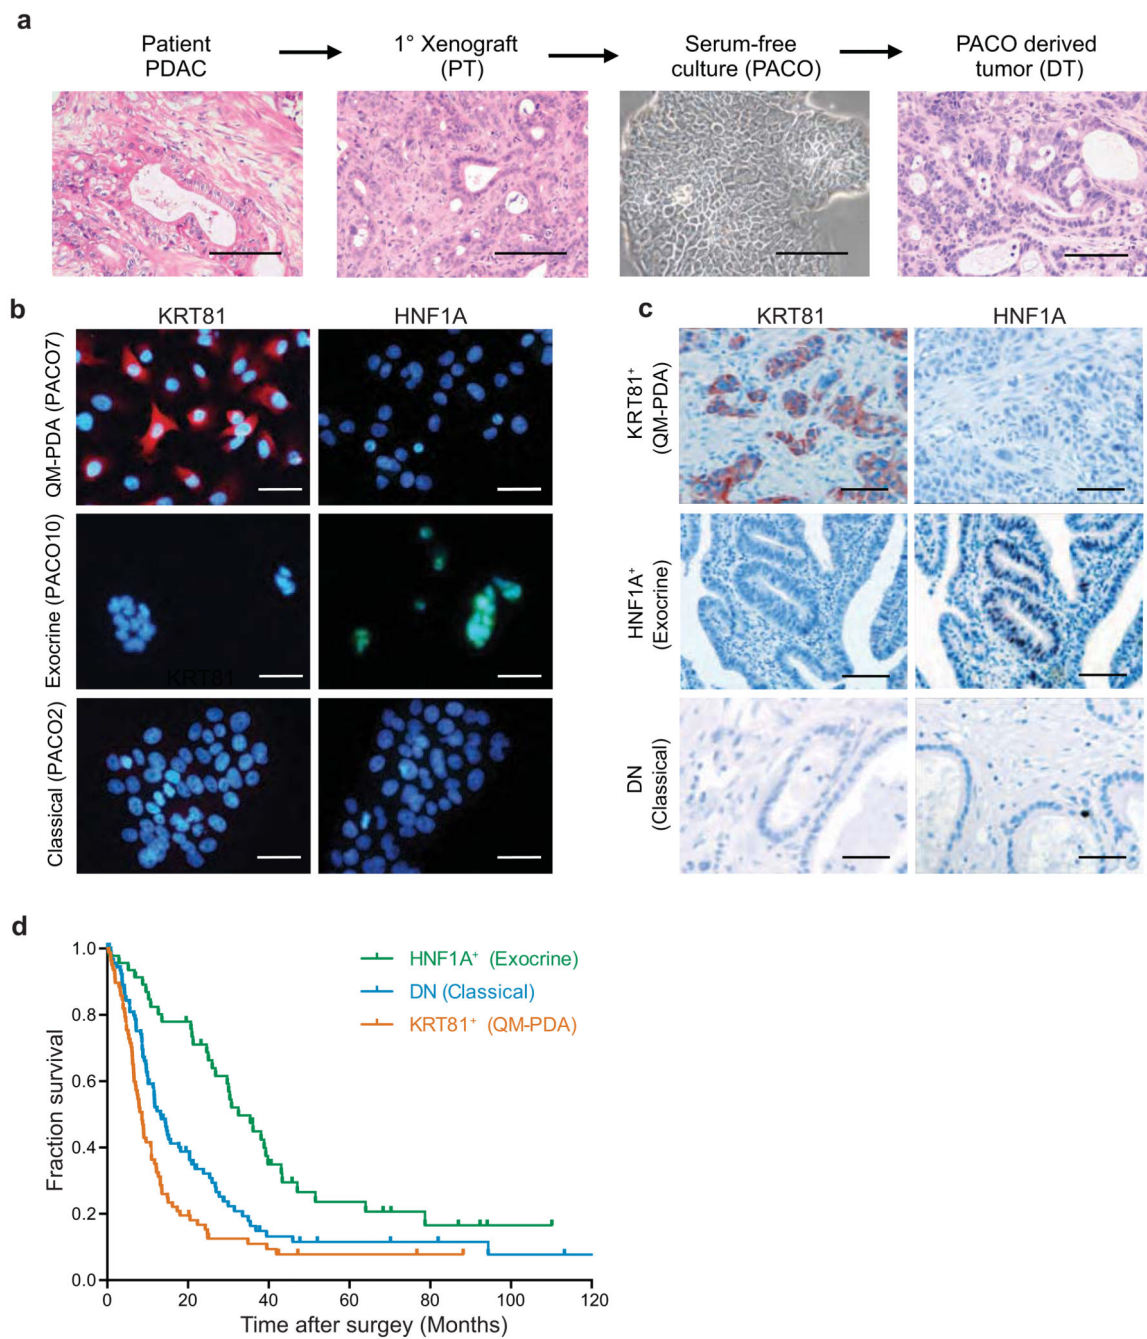 a
Patient
PDAC
1° Xenograft
(PT)
Serum-free
culture (PACO)
PACO derived
tumor (DT)
b
KRT81
HNF1A
QM-PDA (PACO7)
Exocrine (PACO10)
KRT81
Classical (PACO2)
c
KRT81
HNF1A
KRT81⁺
(QM-PDA)
HNF1A⁺
(Exocrine)
DN
(Classical)
d
HNF1A⁺ (Exocrine)
DN (Classical)
KRT81⁺ (QM-PDA)
Fraction survival
1.0
0.8
0.6
0.4
0.2
0.0
0 20 40 60 80 100 120
Time after surgey (Months)